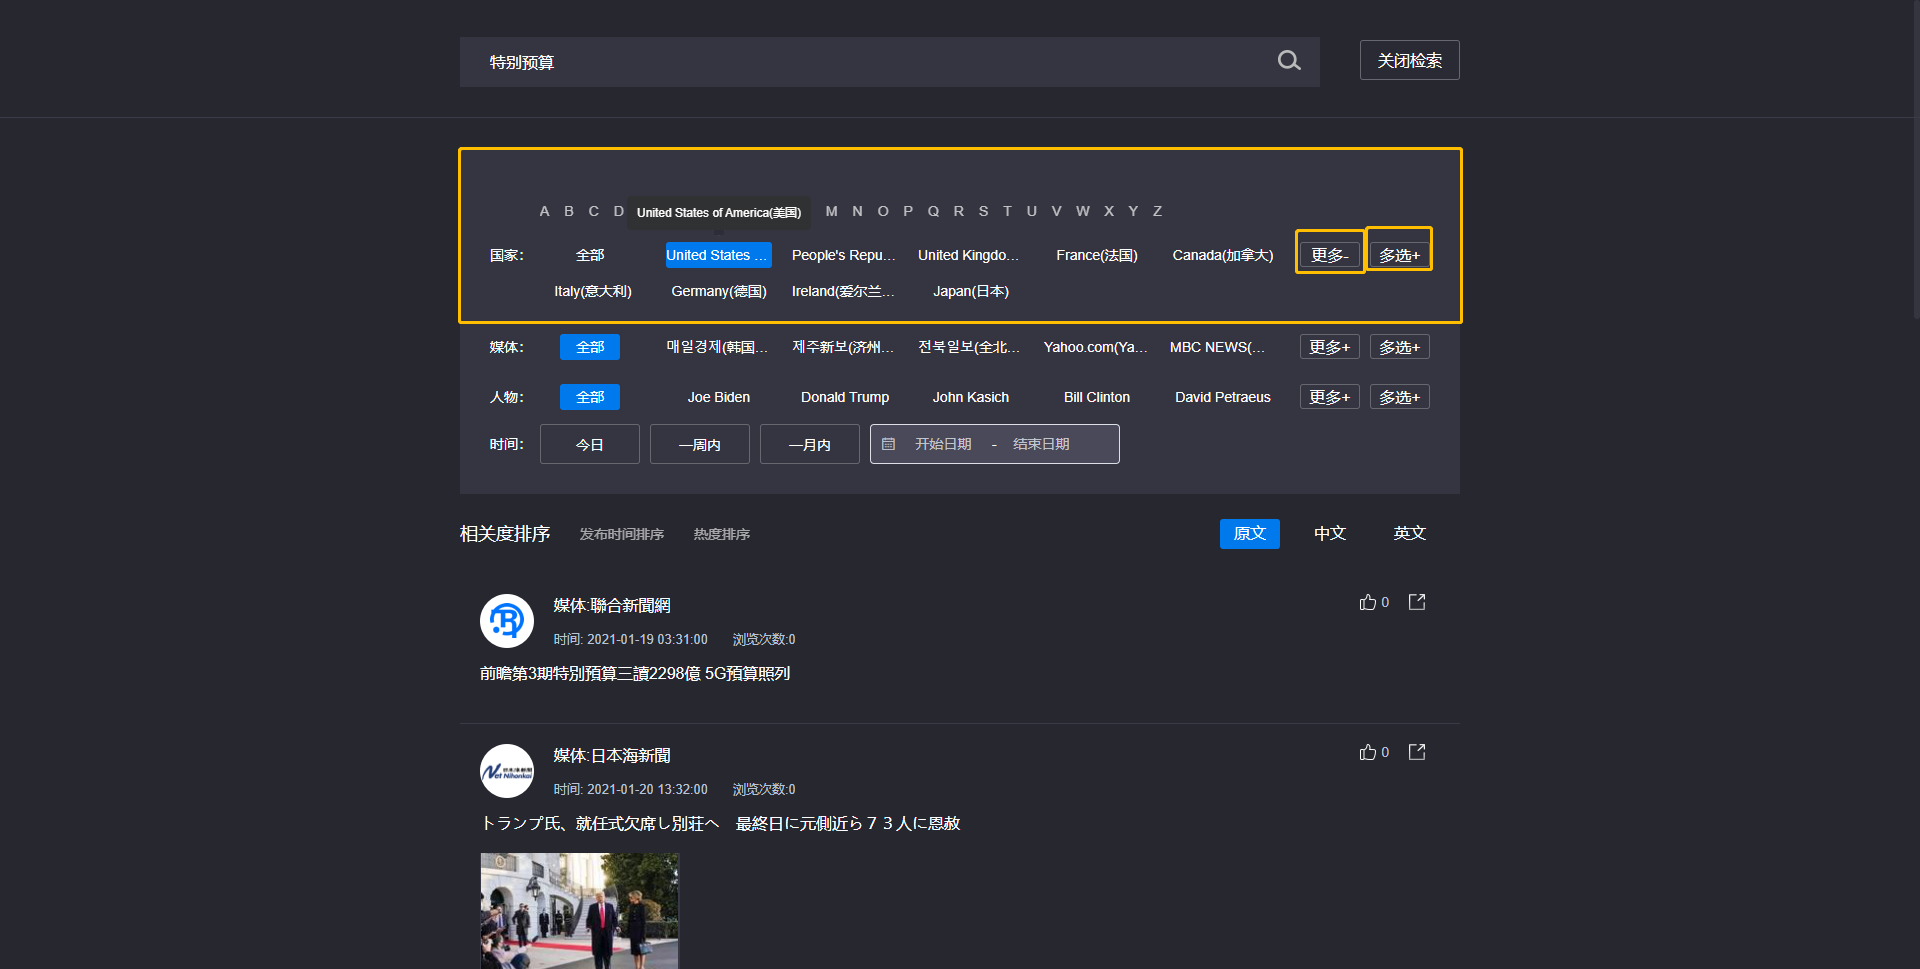 特别预算
关闭检索
A B C D M N O P Q R S T U V W X Y Z
United States of America(美国)
国家: 全部 United States ... People's Repu... United Kingdo... France(法国) Canada(加拿大) 更多- 多选+
Italy(意大利) Germany(德国) Ireland(爱尔兰... Japan(日本)
媒体: 全部 매일경제(韩国... 제주新보(济州... 전북일보(全北... Yahoo.com(Ya... MBC NEWS(... 更多+ 多选+
人物: 全部 Joe Biden Donald Trump John Kasich Bill Clinton David Petraeus 更多+ 多选+
时间: 今日 一周内 一月内 开始日期 - 结束日期
相关度排序 发布时间排序 热度排序 原文 中文 英文
媒体:聯合新聞網 0
时间: 2021-01-19 03:31:00 浏览次数:0
前瞻第3期特別預算三讀2298億 5G預算照列
媒体:日本海新聞 0
日本海新聞
Net Nihonkai
时间: 2021-01-20 13:32:00 浏览次数:0
トランプ氏、就任式欠席し別荘へ　最終日に元側近ら７３人に恩赦